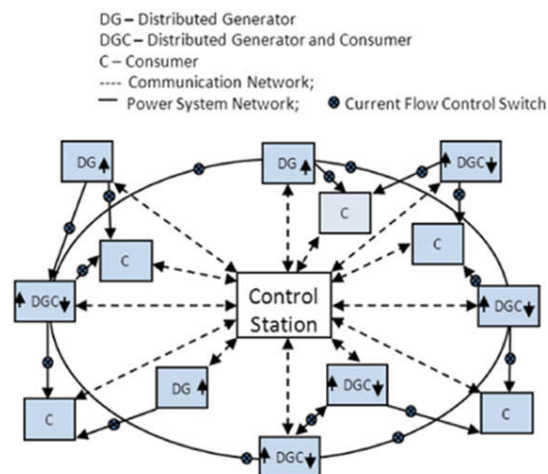 DG – Distributed Generator
DGC – Distributed Generator and Consumer
C – Consumer
---- Communication Network;
— Power System Network; Current Flow Control Switch
DG
DG
DGC
C
C
C
DGC
Control
Station
DGC
DG
DGC
C
C
DGC